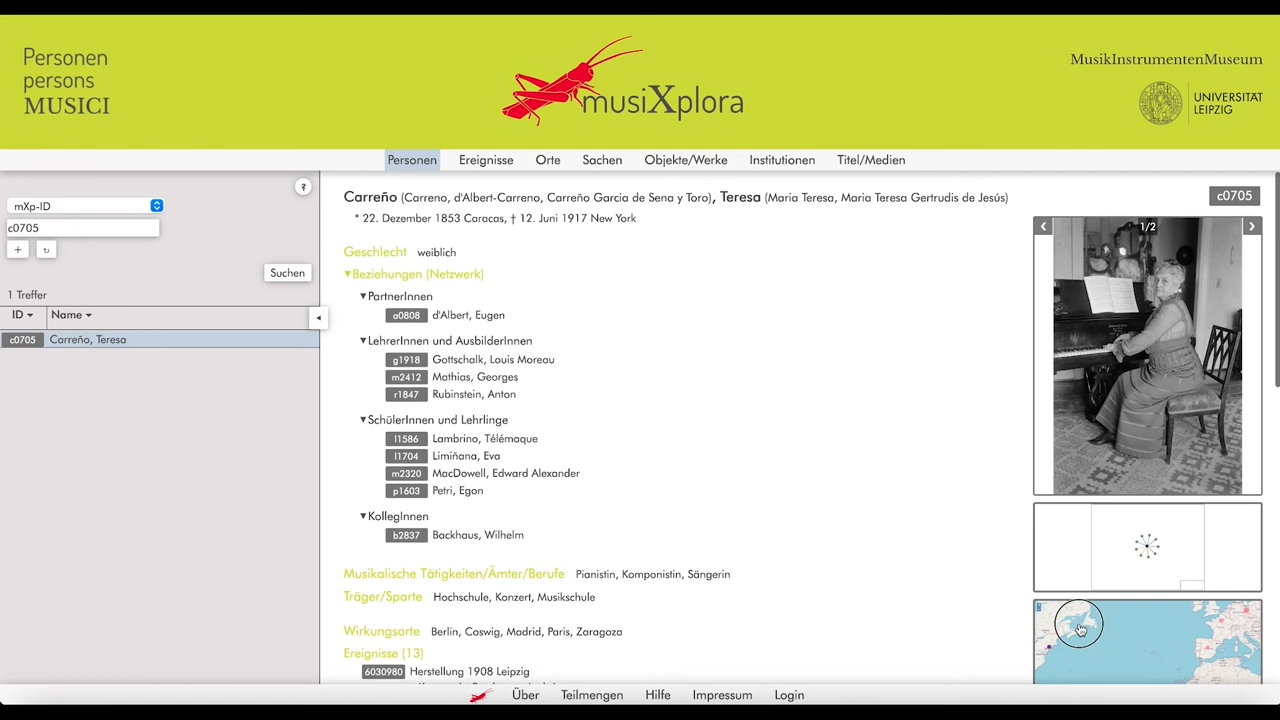 Personen
persons
MUSICI
musiXplora
MusikInstrumentenMuseum
UNIVERSITÄT
LEIPZIG
Personen Ereignisse Orte Sachen Objekte/Werke Institutionen Titel/Medien
?
mXp-ID
c0705
+ ↻
Suchen
1 Treffer
ID Name
c0705 Carreño, Teresa
Carreño (Carreno, d'Albert-Carreno, Carreño Garcia de Sena y Toro), Teresa (Maria Teresa, Maria Teresa Gertrudis de Jesús)
c0705
* 22. Dezember 1853 Caracas, † 12. Juni 1917 New York
1/2
Geschlecht weiblich
Beziehungen (Netzwerk)
PartnerInnen
a0808 d'Albert, Eugen
LehrerInnen und AusbilderInnen
g1918 Gottschalk, Louis Moreau
m2412 Mathias, Georges
r1847 Rubinstein, Anton
SchülerInnen und Lehrlinge
l1586 Lambrino, Télémaque
l1704 Limiñana, Eva
m2320 MacDowell, Edward Alexander
p1603 Petri, Egon
KollegInnen
b2837 Backhaus, Wilhelm
Musikalische Tätigkeiten/Ämter/Berufe Pianistin, Komponistin, Sängerin
Träger/Sparte Hochschule, Konzert, Musikschule
Wirkungsorte Berlin, Coswig, Madrid, Paris, Zaragoza
Ereignisse (13)
6030980 Herstellung 1908 Leipzig
Über Teilmengen Hilfe Impressum Login